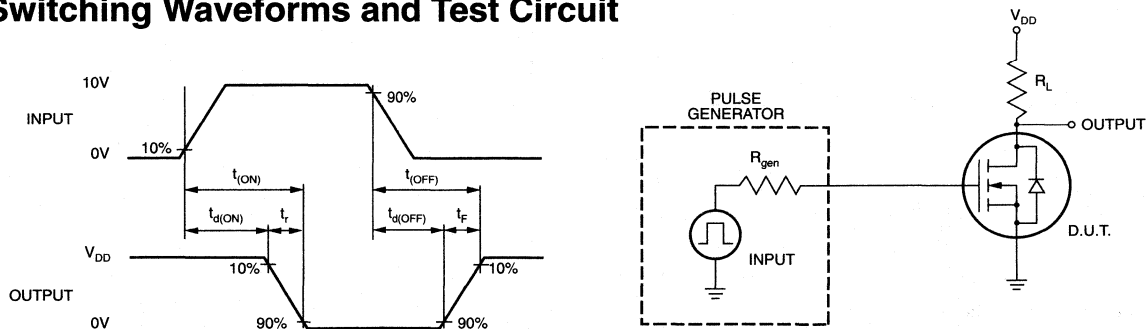 Switching Waveforms and Test Circuit
10V
INPUT
0V
10%
90%
t(ON)
t(OFF)
td(ON)
tr
td(OFF)
tF
VDD
10%
10%
OUTPUT
0V
90%
90%
PULSE
GENERATOR
Rgen
INPUT
VDD
RL
OUTPUT
D.U.T.